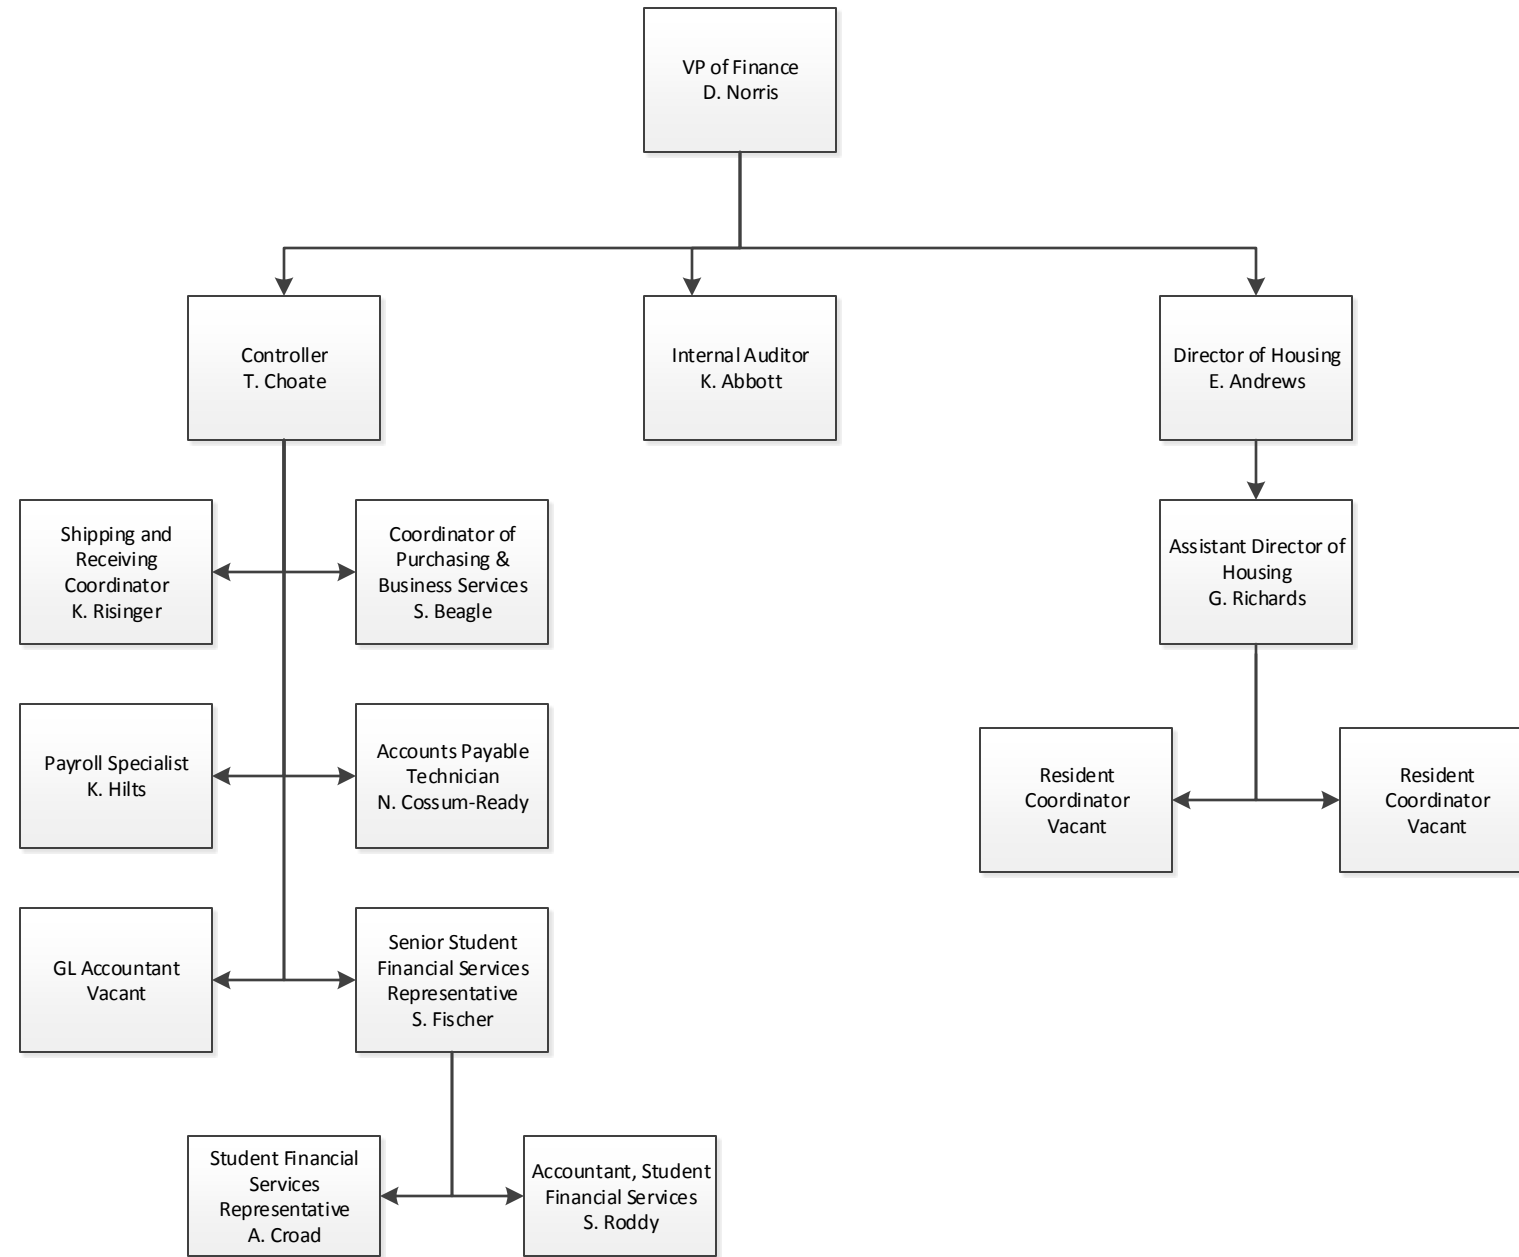 VP of Finance
D. Norris
Controller
T. Choate
Internal Auditor
K. Abbott
Director of Housing
E. Andrews
Shipping and
Receiving
Coordinator
K. Risinger
Coordinator of
Purchasing &
Business Services
S. Beagle
Assistant Director of
Housing
G. Richards
Payroll Specialist
K. Hilts
Accounts Payable
Technician
N. Cossum-Ready
Resident
Coordinator
Vacant
Resident
Coordinator
Vacant
GL Accountant
Vacant
Senior Student
Financial Services
Representative
S. Fischer
Student Financial
Services
Representative
A. Croad
Accountant, Student
Financial Services
S. Roddy